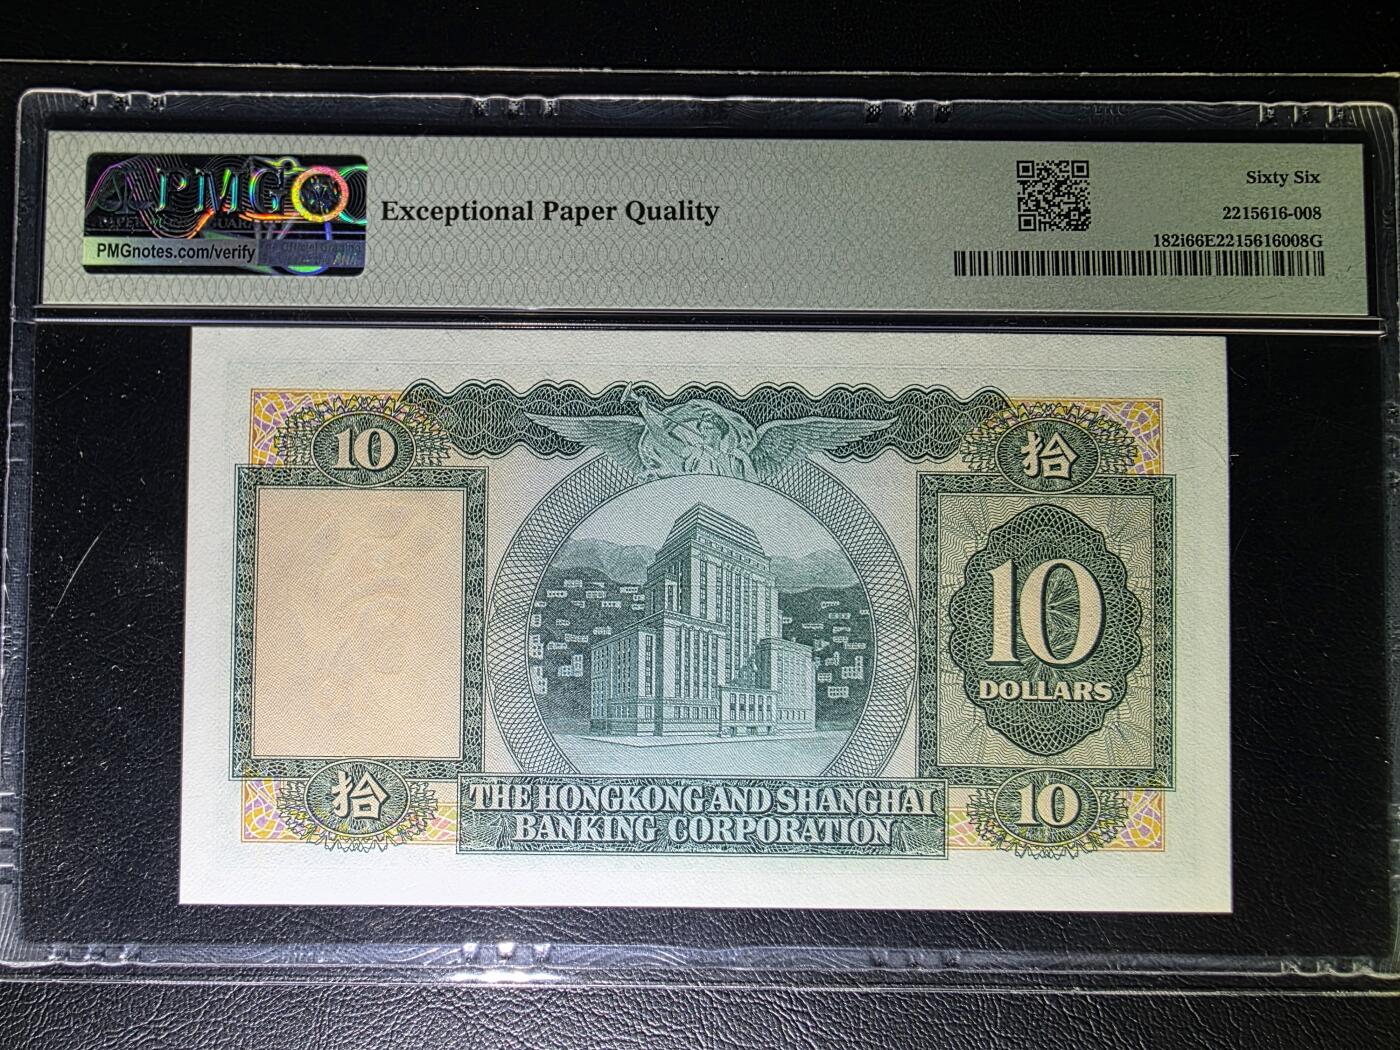 PMG
PMGnotes.com/verify
Exceptional Paper Quality
Sixty Six
2215616-008
182i66E2215616008G
10
拾
10
DOLLARS
拾
10
THE HONGKONG AND SHANGHAI
BANKING CORPORATION